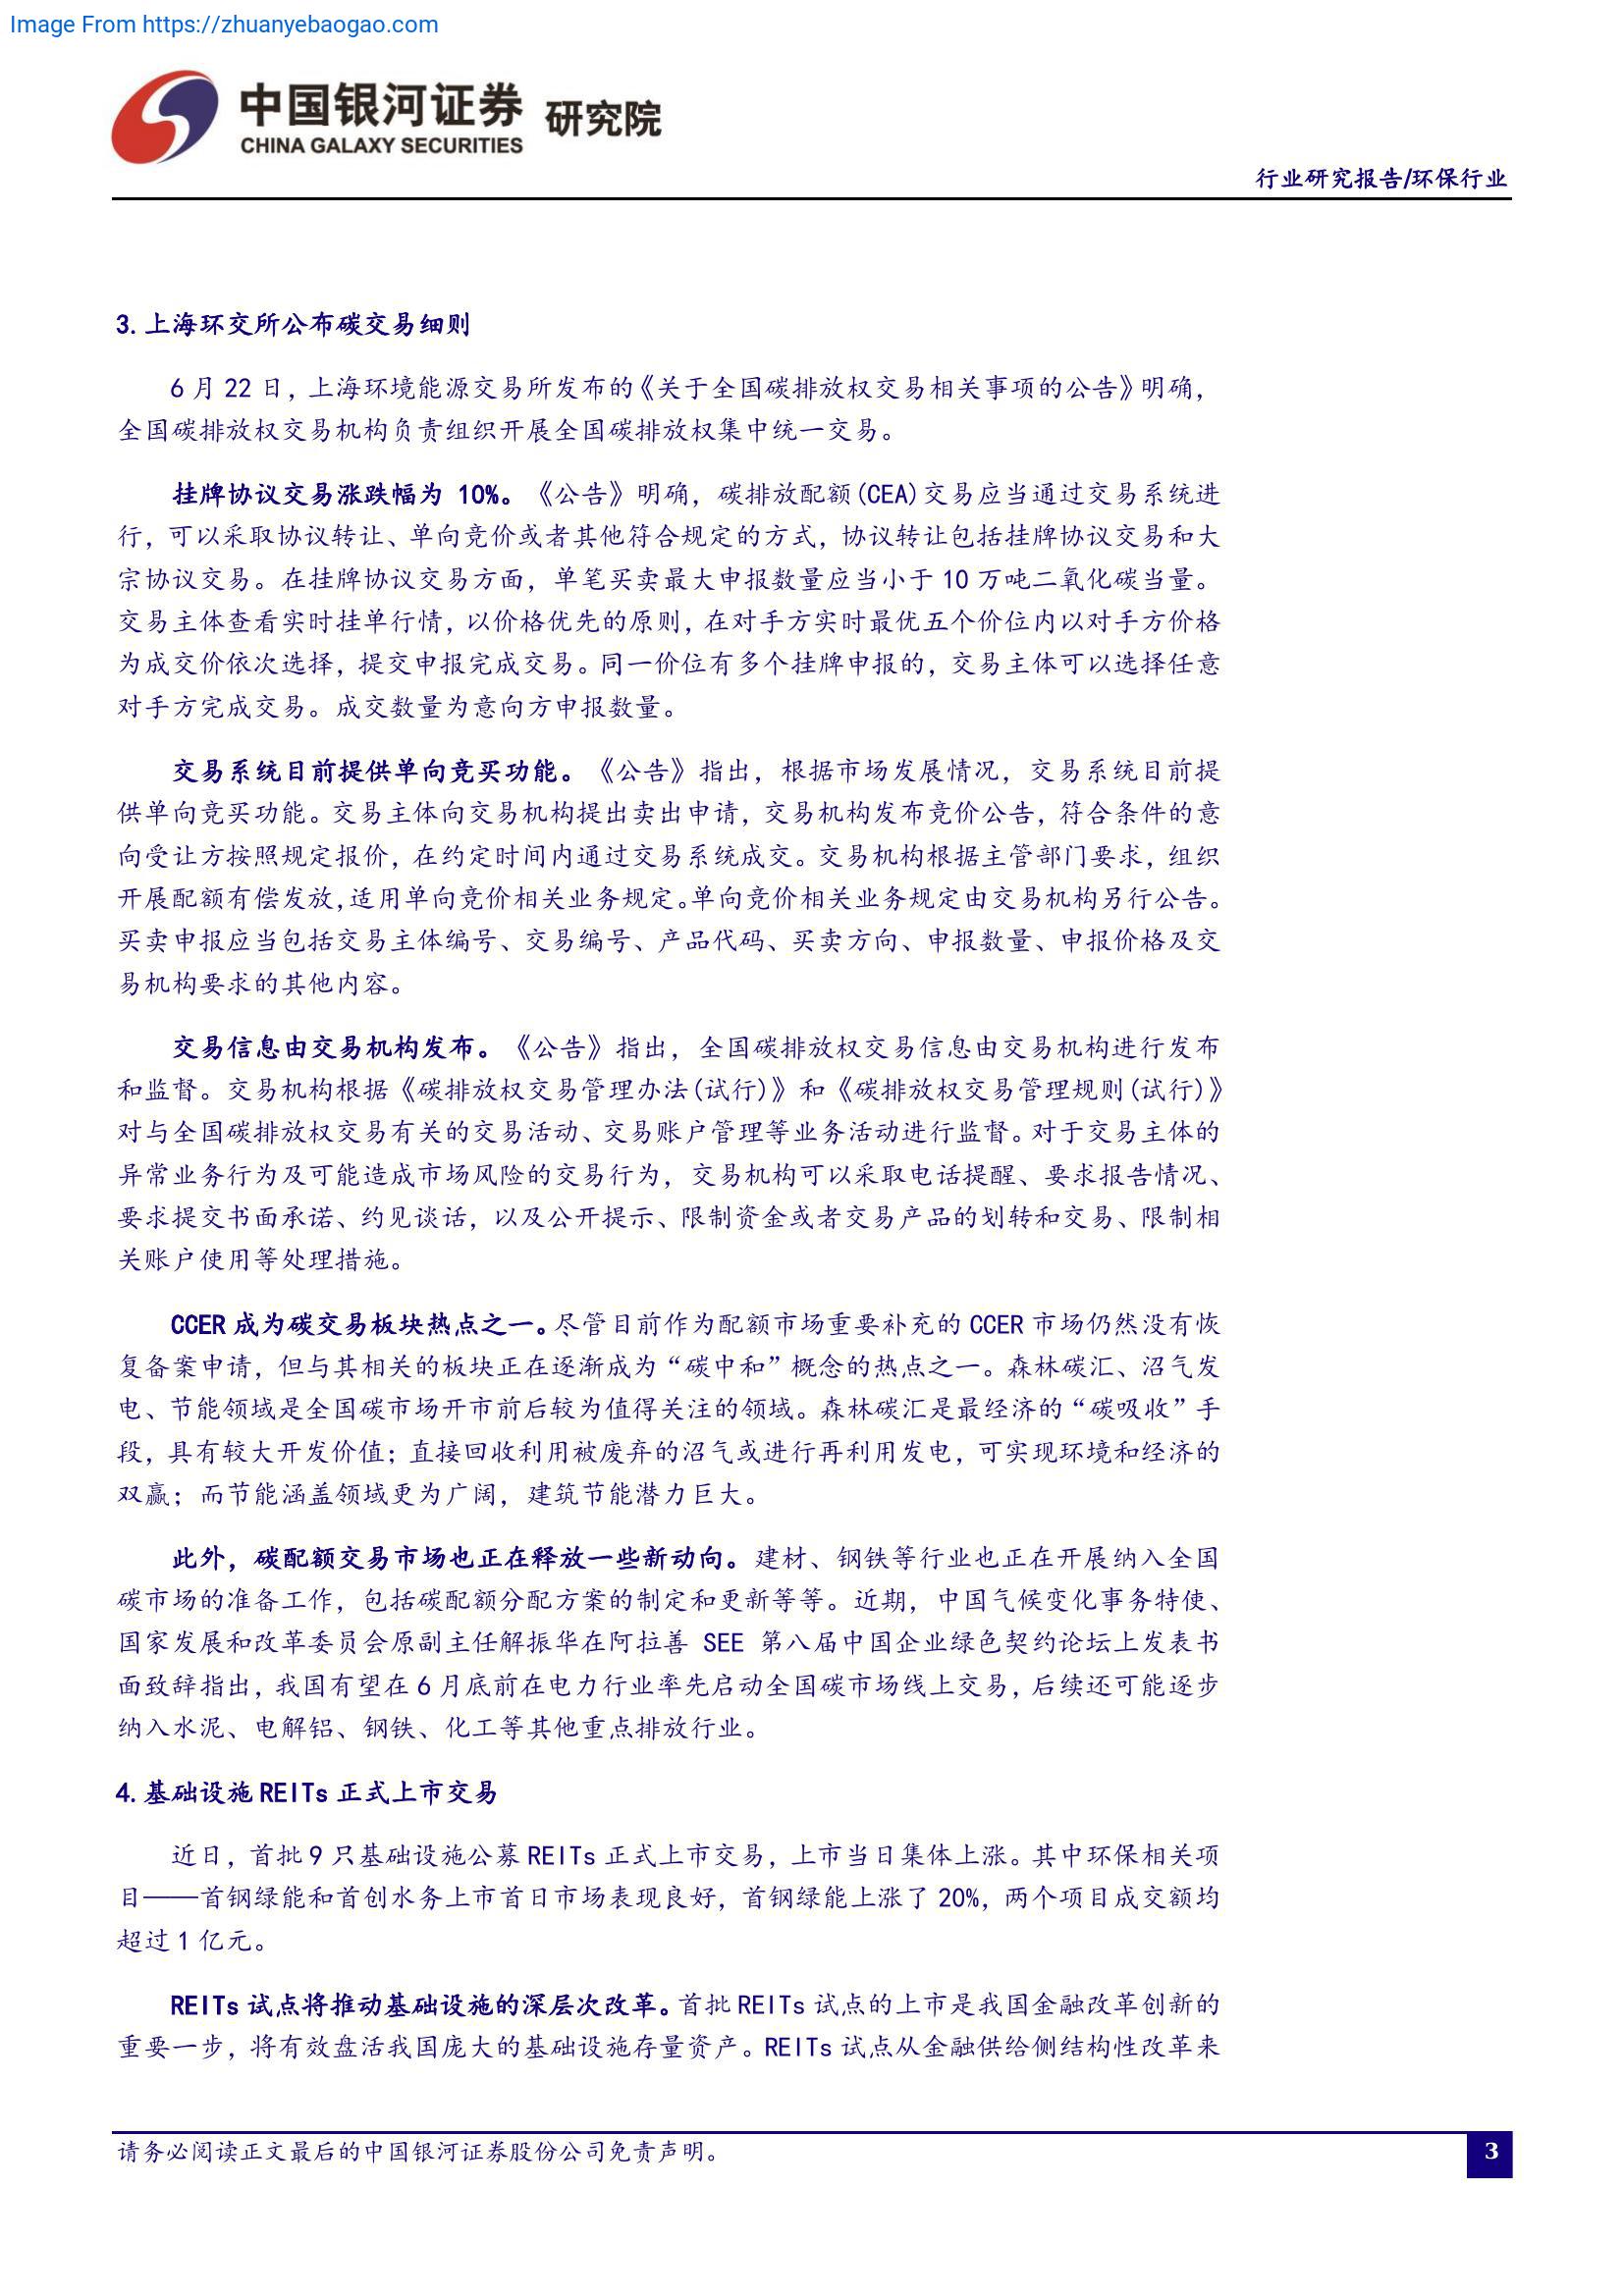 Image From https://zhuanyebaogao.com
中国银河证券 研究院
CHINA GALAXY SECURITIES
行业研究报告/环保行业
3.上海环交所公布碳交易细则
6 月 22 日，上海环境能源交易所发布的《关于全国碳排放权交易相关事项的公告》明确，
全国碳排放权交易机构负责组织开展全国碳排放权集中统一交易。
挂牌协议交易涨跌幅为 10%。《公告》明确，碳排放配额(CEA)交易应当通过交易系统进
行，可以采取协议转让、单向竞价或者其他符合规定的方式，协议转让包括挂牌协议交易和大
宗协议交易。在挂牌协议交易方面，单笔买卖最大申报数量应当小于 10 万吨二氧化碳当量。
交易主体查看实时挂单行情，以价格优先的原则，在对手方实时最优五个价位内以对手方价格
为成交价依次选择，提交申报完成交易。同一价位有多个挂牌申报的，交易主体可以选择任意
对手方完成交易。成交数量为意向方申报数量。
交易系统目前提供单向竞买功能。《公告》指出，根据市场发展情况，交易系统目前提
供单向竞买功能。交易主体向交易机构提出卖出申请，交易机构发布竞价公告，符合条件的意
向受让方按照规定报价，在约定时间内通过交易系统成交。交易机构根据主管部门要求，组织
开展配额有偿发放,适用单向竞价相关业务规定。单向竞价相关业务规定由交易机构另行公告。
买卖申报应当包括交易主体编号、交易编号、产品代码、买卖方向、申报数量、申报价格及交
易机构要求的其他内容。
交易信息由交易机构发布。《公告》指出，全国碳排放权交易信息由交易机构进行发布
和监督。交易机构根据《碳排放权交易管理办法(试行)》和《碳排放权交易管理规则(试行)》
对与全国碳排放权交易有关的交易活动、交易账户管理等业务活动进行监督。对于交易主体的
异常业务行为及可能造成市场风险的交易行为，交易机构可以采取电话提醒、要求报告情况、
要求提交书面承诺、约见谈话，以及公开提示、限制资金或者交易产品的划转和交易、限制相
关账户使用等处理措施。
CCER 成为碳交易板块热点之一。尽管目前作为配额市场重要补充的 CCER 市场仍然没有恢
复备案申请，但与其相关的板块正在逐渐成为“碳中和”概念的热点之一。森林碳汇、沼气发
电、节能领域是全国碳市场开市前后较为值得关注的领域。森林碳汇是最经济的“碳吸收”手
段，具有较大开发价值；直接回收利用被废弃的沼气或进行再利用发电，可实现环境和经济的
双赢；而节能涵盖领域更为广阔，建筑节能潜力巨大。
此外，碳配额交易市场也正在释放一些新动向。建材、钢铁等行业也正在开展纳入全国
碳市场的准备工作，包括碳配额分配方案的制定和更新等等。近期，中国气候变化事务特使、
国家发展和改革委员会原副主任解振华在阿拉善 SEE 第八届中国企业绿色契约论坛上发表书
面致辞指出，我国有望在 6 月底前在电力行业率先启动全国碳市场线上交易，后续还可能逐步
纳入水泥、电解铝、钢铁、化工等其他重点排放行业。
4.基础设施 REITs 正式上市交易
近日，首批 9 只基础设施公募 REITs 正式上市交易，上市当日集体上涨。其中环保相关项
目——首钢绿能和首创水务上市首日市场表现良好，首钢绿能上涨了 20%，两个项目成交额均
超过 1 亿元。
REITs 试点将推动基础设施的深层次改革。首批 REITs 试点的上市是我国金融改革创新的
重要一步，将有效盘活我国庞大的基础设施存量资产。REITs 试点从金融供给侧结构性改革来
请务必阅读正文最后的中国银河证券股份公司免责声明。
3